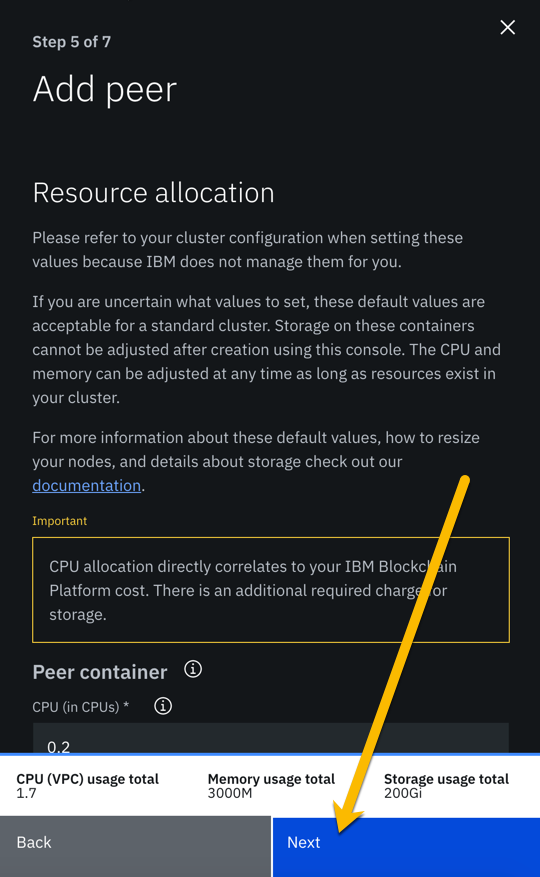 Step 5 of 7
Add peer
Resource allocation
Please refer to your cluster configuration when setting these
values because IBM does not manage them for you.
If you are uncertain what values to set, these default values are
acceptable for a standard cluster. Storage on these containers
cannot be adjusted after creation using this console. The CPU and
memory can be adjusted at any time as long as resources exist in
your cluster.
For more information about these default values, how to resize
your nodes, and details about storage check out our
documentation.
Important
CPU allocation directly correlates to your IBM Blockchain
Platform cost. There is an additional required charge for
storage.
Peer container
CPU (in CPUs) *
0.2
CPU (VPC) usage total
1.7
Memory usage total
3000M
Storage usage total
200Gi
Back
Next